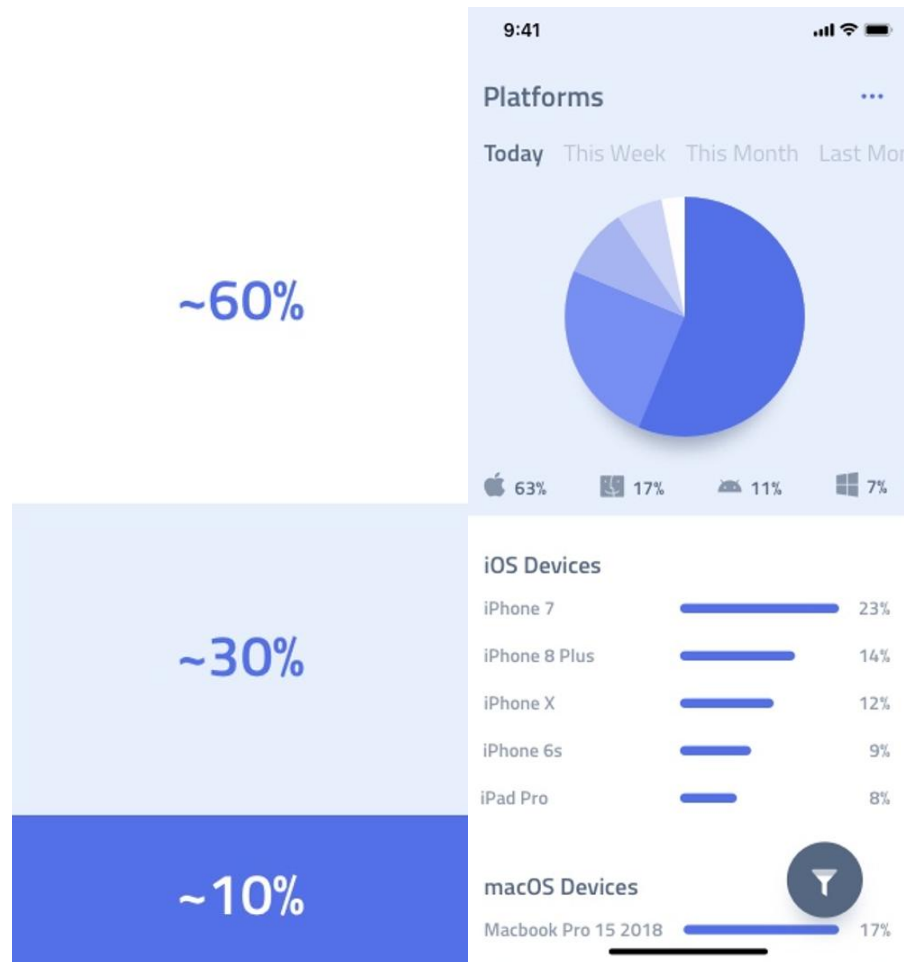 ~60%
~30%
~10%
9:41
Platforms
Today This Week This Month Last Mor
63% 17% 11% 7%
iOS Devices
iPhone 7 23%
iPhone 8 Plus 14%
iPhone X 12%
iPhone 6s 9%
iPad Pro 8%
macOS Devices
Macbook Pro 15 2018 17%